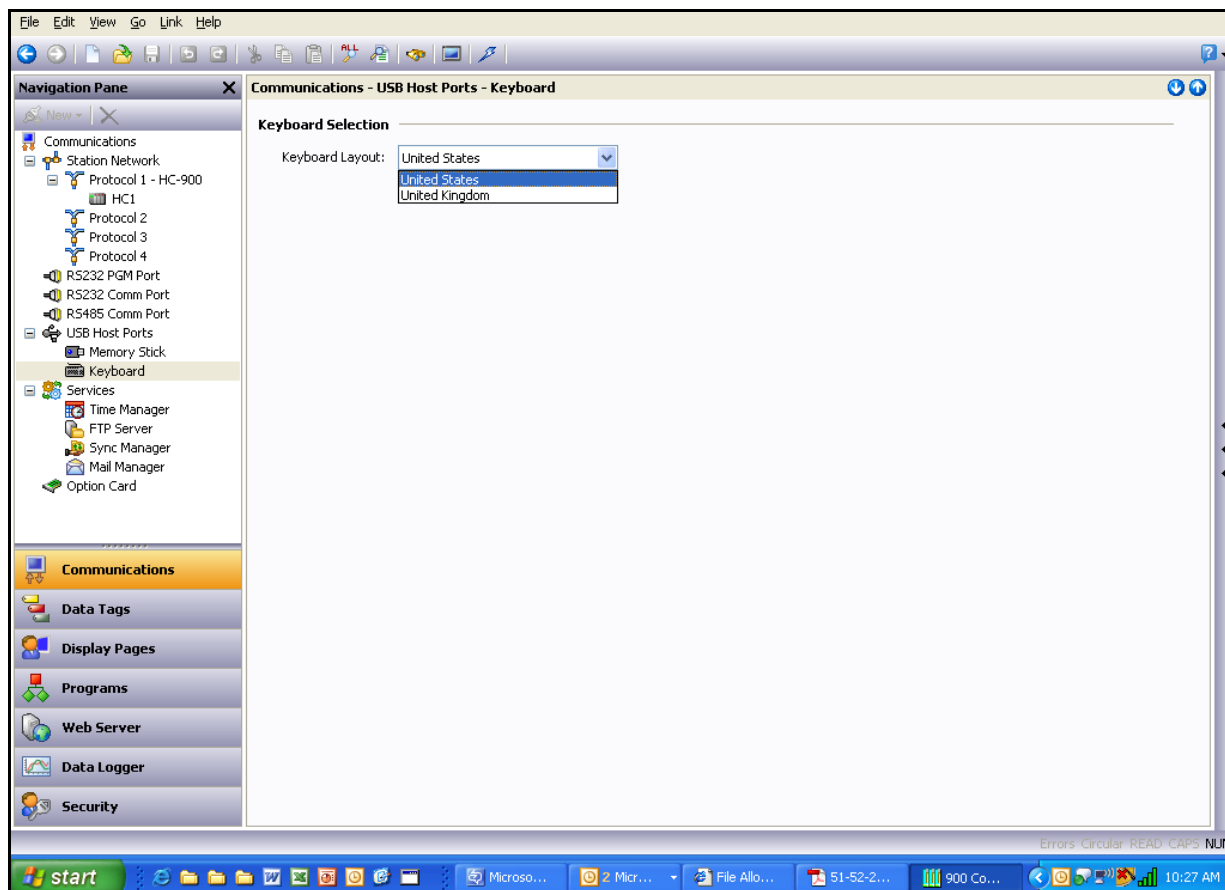 File Edit View Go Link Help
ALL
Navigation Pane
Communications - USB Host Ports - Keyboard
New
Keyboard Selection
Keyboard Layout: United States
United States
United Kingdom
Communications
Station Network
Protocol 1 - HC-900
HC1
Protocol 2
Protocol 3
Protocol 4
RS232 PGM Port
RS232 Comm Port
RS485 Comm Port
USB Host Ports
Memory Stick
Keyboard
Services
Time Manager
FTP Server
Sync Manager
Mail Manager
Option Card
Communications
Data Tags
Display Pages
Programs
Web Server
Data Logger
Security
Errors Circular READ CAPS NUM
start
Microso...
2 Micr...
File Allo...
51-52-2...
900 Co...
10:27 AM